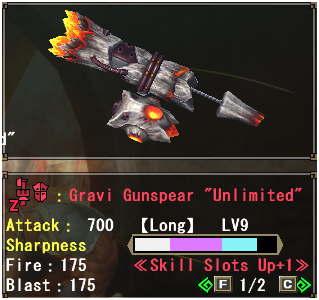 d"
Z : Gravi Gunspear "Unlimited"
Attack: 700 【Long】 LV9
Sharpness
Fire:175 ≪Skill Slots Up+1≫
Blast:175 F 1/2 C